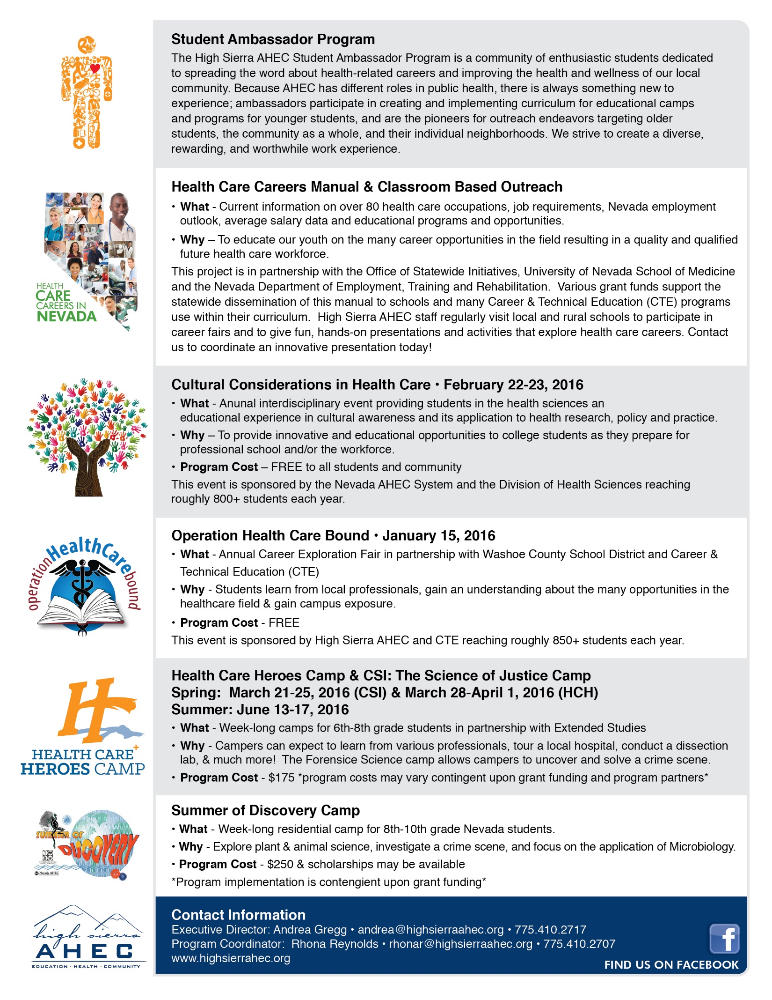 Student Ambassador Program
The High Sierra AHEC Student Ambassador Program is a community of enthusiastic students dedicated
to spreading the word about health-related careers and improving the health and wellness of our local
community. Because AHEC has different roles in public health, there is always something new to
experience; ambassadors participate in creating and implementing curriculum for educational camps
and programs for younger students, and are the pioneers for outreach endeavors targeting older
students, the community as a whole, and their individual neighborhoods. We strive to create a diverse,
rewarding, and worthwhile work experience.
HEALTH
CARE
CAREERS IN
NEVADA
Health Care Careers Manual & Classroom Based Outreach
• What - Current information on over 80 health care occupations, job requirements, Nevada employment
outlook, average salary data and educational programs and opportunities.
• Why – To educate our youth on the many career opportunities in the field resulting in a quality and qualified
future health care workforce.
This project is in partnership with the Office of Statewide Initiatives, University of Nevada School of Medicine
and the Nevada Department of Employment, Training and Rehabilitation.  Various grant funds support the
statewide dissemination of this manual to schools and many Career & Technical Education (CTE) programs
use within their curriculum.  High Sierra AHEC staff regularly visit local and rural schools to participate in
career fairs and to give fun, hands-on presentations and activities that explore health care careers. Contact
us to coordinate an innovative presentation today!
Cultural Considerations in Health Care • February 22-23, 2016
• What - Anunal interdisciplinary event providing students in the health sciences an
educational experience in cultural awareness and its application to health research, policy and practice.
• Why – To provide innovative and educational opportunities to college students as they prepare for
professional school and/or the workforce.
• Program Cost – FREE to all students and community
This event is sponsored by the Nevada AHEC System and the Division of Health Sciences reaching
roughly 800+ students each year.
operationHealthCarebound
Operation Health Care Bound • January 15, 2016
• What - Annual Career Exploration Fair in partnership with Washoe County School District and Career &
Technical Education (CTE)
• Why - Students learn from local professionals, gain an understanding about the many opportunities in the
healthcare field & gain campus exposure.
• Program Cost - FREE
This event is sponsored by High Sierra AHEC and CTE reaching roughly 850+ students each year.
HC
HEALTH CARE+
HEROES CAMP
Health Care Heroes Camp & CSI: The Science of Justice Camp
Spring:  March 21-25, 2016 (CSI) & March 28-April 1, 2016 (HCH)
Summer: June 13-17, 2016
• What - Week-long camps for 6th-8th grade students in partnership with Extended Studies
• Why - Campers can expect to learn from various professionals, tour a local hospital, conduct a dissection
lab, & much more!  The Forensice Science camp allows campers to uncover and solve a crime scene.
• Program Cost - $175 *program costs may vary contingent upon grant funding and program partners*
SUMMER OF
DISCOVERY
Nevada AHEC
Summer of Discovery Camp
• What - Week-long residential camp for 8th-10th grade Nevada students.
• Why - Explore plant & animal science, investigate a crime scene, and focus on the application of Microbiology.
• Program Cost - $250 & scholarships may be available
*Program implementation is contengient upon grant funding*
high sierra
AHEC
EDUCATION · HEALTH · COMMUNITY
Contact Information
Executive Director: Andrea Gregg • andrea@highsierraahec.org • 775.410.2717
Program Coordinator:  Rhona Reynolds • rhonar@highsierraahec.org • 775.410.2707
www.highsierrahec.org
f
FIND US ON FACEBOOK